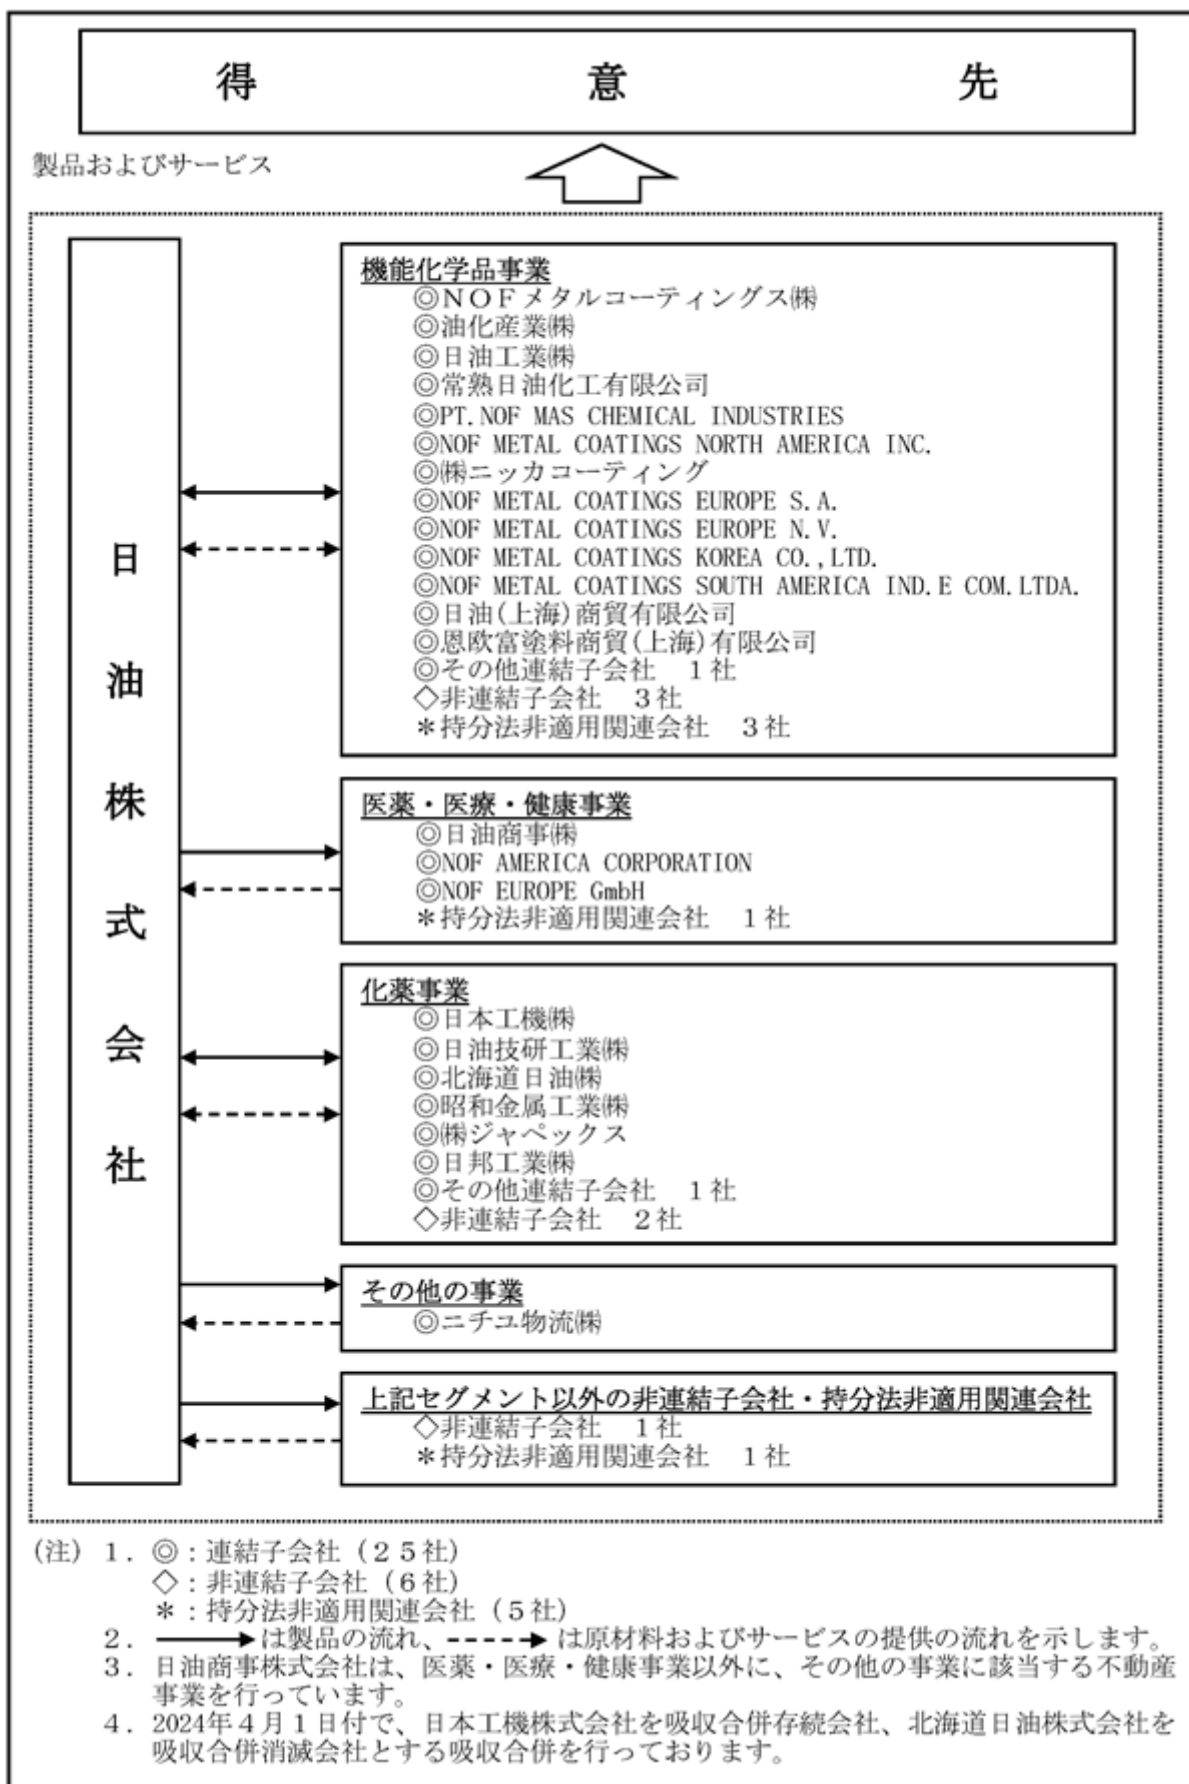 得意先
製品およびサービス
日油株式会社
機能化学品事業
◎NOFメタルコーティングス㈱
◎油化産業㈱
◎日油工業㈱
◎常熟日油化工有限公司
◎PT.NOF MAS CHEMICAL INDUSTRIES
◎NOF METAL COATINGS NORTH AMERICA INC.
◎㈱ニッカコーティング
◎NOF METAL COATINGS EUROPE S.A.
◎NOF METAL COATINGS EUROPE N.V.
◎NOF METAL COATINGS KOREA CO.,LTD.
◎NOF METAL COATINGS SOUTH AMERICA IND.E COM.LTDA.
◎日油(上海)商貿有限公司
◎恩欧富塗料商貿(上海)有限公司
◎その他連結子会社 1社
◇非連結子会社 3社
*持分法非適用関連会社 3社
医薬・医療・健康事業
◎日油商事㈱
◎NOF AMERICA CORPORATION
◎NOF EUROPE GmbH
*持分法非適用関連会社 1社
化薬事業
◎日本工機㈱
◎日油技研工業㈱
◎北海道日油㈱
◎昭和金属工業㈱
◎㈱ジャペックス
◎日邦工業㈱
◎その他連結子会社 1社
◇非連結子会社 2社
その他の事業
◎ニチユ物流㈱
上記セグメント以外の非連結子会社・持分法非適用関連会社
◇非連結子会社 1社
*持分法非適用関連会社 1社
(注) 1.◎:連結子会社(25社)
◇:非連結子会社(6社)
*:持分法非適用関連会社(5社)
2.──→は製品の流れ、-----→は原材料およびサービスの提供の流れを示します。
3.日油商事株式会社は、医薬・医療・健康事業以外に、その他の事業に該当する不動産
事業を行っています。
4.2024年4月1日付で、日本工機株式会社を吸収合併存続会社、北海道日油株式会社を
吸収合併消滅会社とする吸収合併を行っております。